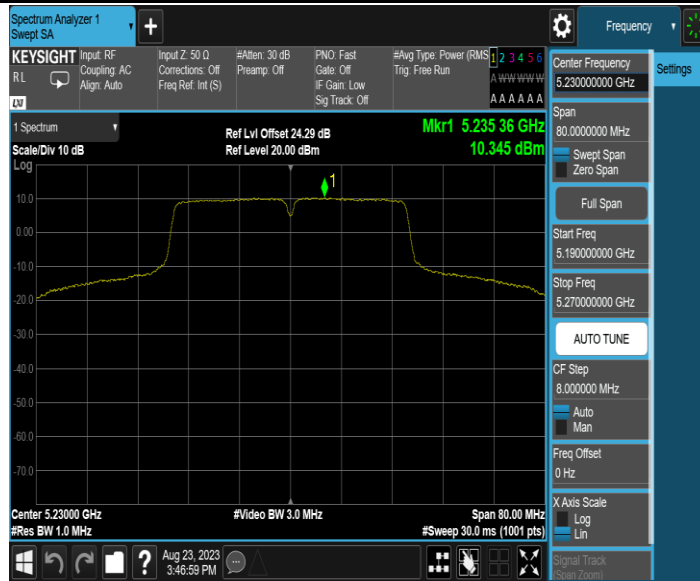 Spectrum Analyzer 1
Swept SA
+
Frequency
KEYSIGHT
RL
LXI
Input: RF
Coupling: AC
Align: Auto
Input Z: 50 Ω
Corrections: Off
Freq Ref: Int (S)
#Atten: 30 dB
Preamp: Off
PNO: Fast
Gate: Off
IF Gain: Low
Sig Track: Off
#Avg Type: Power (RMS
Trig: Free Run
1 2 3 4 5 6
A W W W W W
A A A A A A
1 Spectrum
Scale/Div 10 dB
Log
Ref Lvl Offset 24.29 dB
Ref Level 20.00 dBm
Mkr1 5.235 36 GHz
10.345 dBm
1
10.0
0.00
-10.0
-20.0
-30.0
-40.0
-50.0
-60.0
-70.0
Center 5.23000 GHz
#Res BW 1.0 MHz
#Video BW 3.0 MHz
Span 80.00 MHz
#Sweep 30.0 ms (1001 pts)
?
Aug 23, 2023
3:46:59 PM
Center Frequency
5.230000000 GHz
Settings
Span
80.0000000 MHz
Swept Span
Zero Span
Full Span
Start Freq
5.190000000 GHz
Stop Freq
5.270000000 GHz
AUTO TUNE
CF Step
8.000000 MHz
Auto
Man
Freq Offset
0 Hz
X Axis Scale
Log
Lin
Signal Track
(Span Zoom)